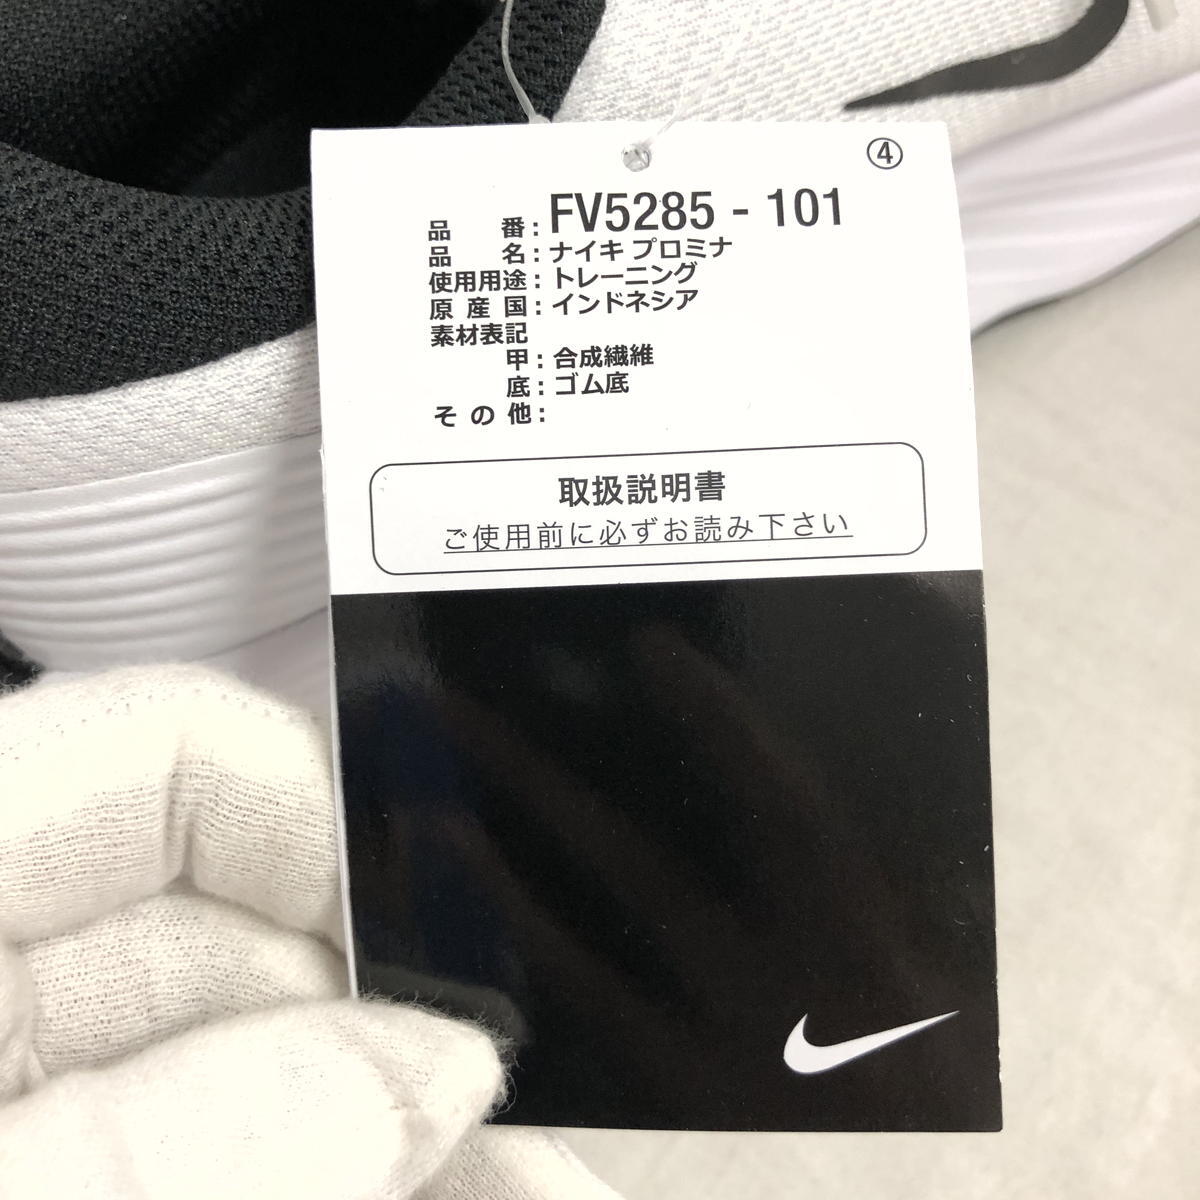 ④
品番: FV5285 - 101
品名: ナイキ プロミナ
使用用途: トレーニング
原産国: インドネシア
素材表記
甲: 合成繊維
底: ゴム底
その他:
取扱説明書
ご使用前に必ずお読み下さい